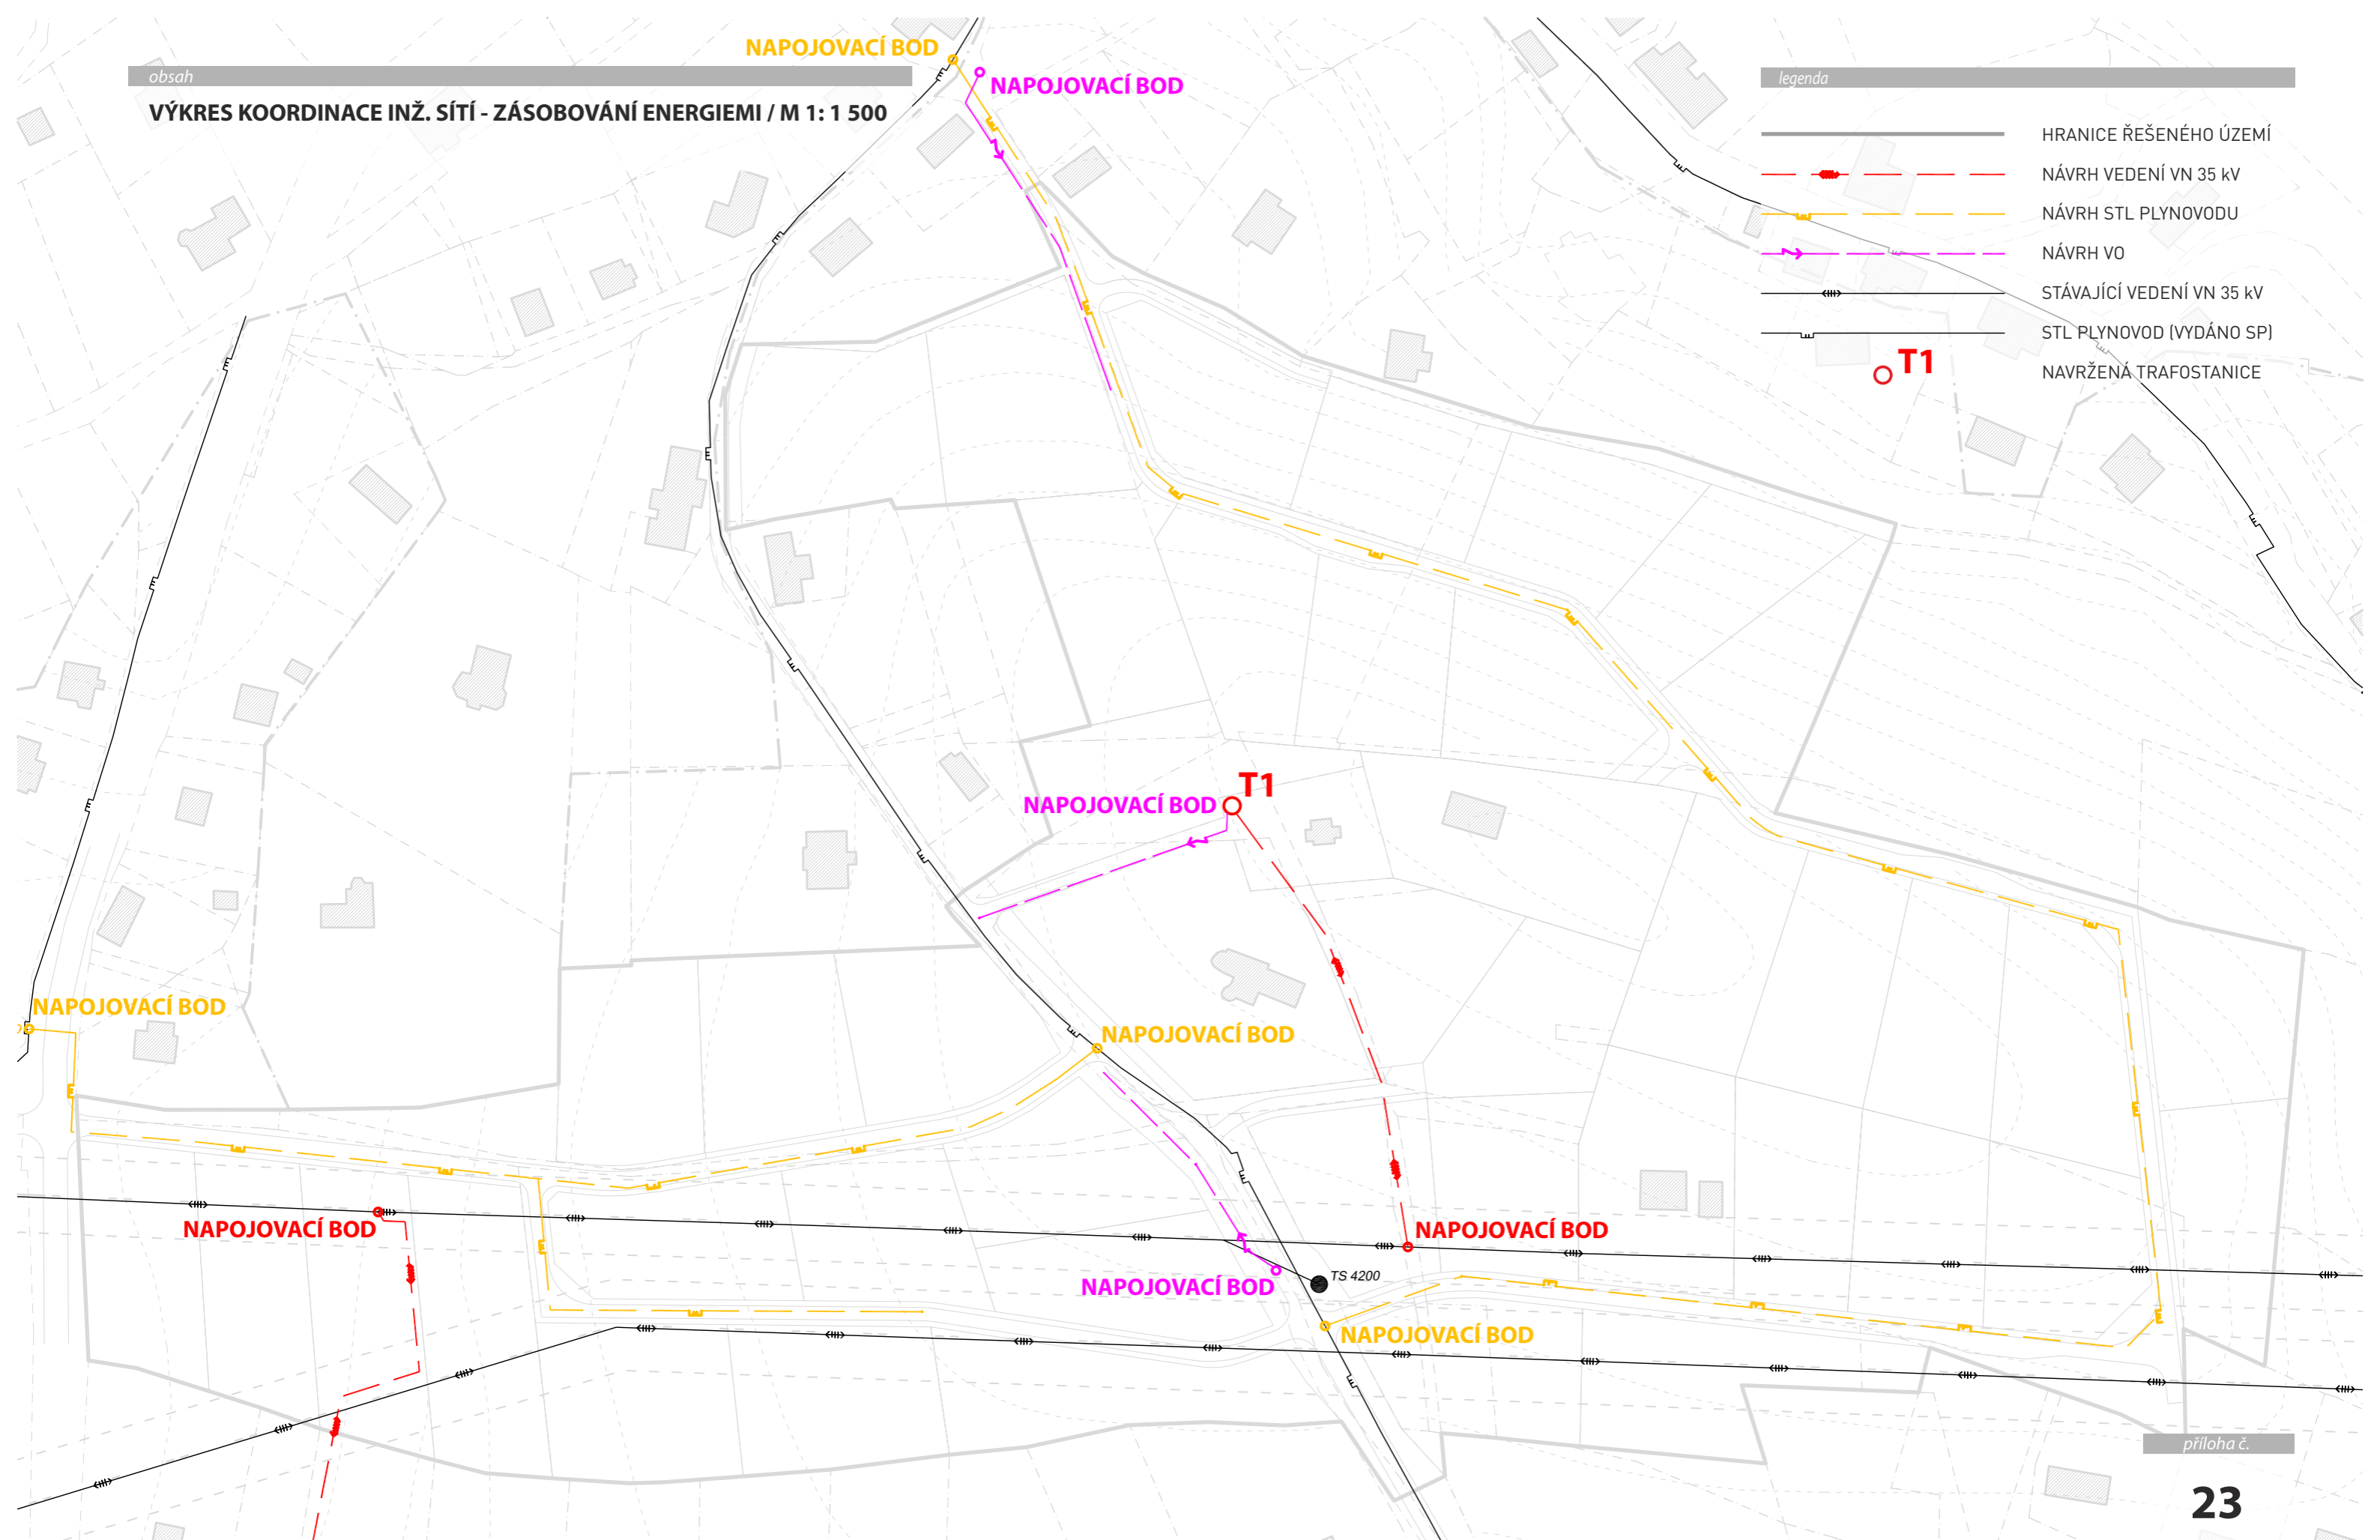 obsah
VÝKRES KOORDINACE INŽ. SÍTÍ - ZÁSOBOVÁNÍ ENERGIEMI / M 1: 1 500
NAPOJOVACÍ BOD
NAPOJOVACÍ BOD
legenda
HRANICE ŘEŠENÉHO ÚZEMÍ
NÁVRH VEDENÍ VN 35 kV
NÁVRH STL PLYNOVODU
NÁVRH VO
STÁVAJÍCÍ VEDENÍ VN 35 kV
STL PLYNOVOD (VYDÁNO SP)
T1
NAVRŽENÁ TRAFOSTANICE
T1
NAPOJOVACÍ BOD
NAPOJOVACÍ BOD
NAPOJOVACÍ BOD
NAPOJOVACÍ BOD
NAPOJOVACÍ BOD
TS 4200
NAPOJOVACÍ BOD
NAPOJOVACÍ BOD
příloha č.
23